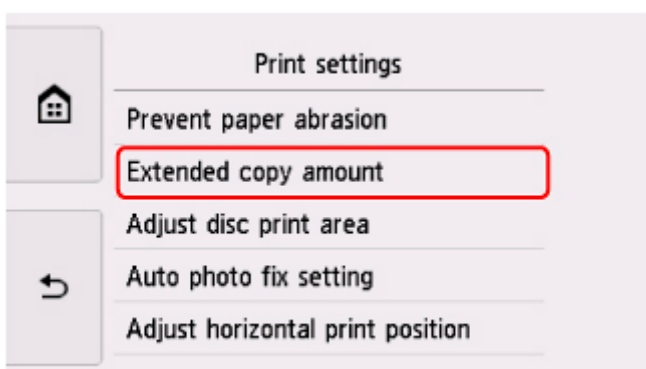 Print settings
Prevent paper abrasion
Extended copy amount
Adjust disc print area
Auto photo fix setting
Adjust horizontal print position